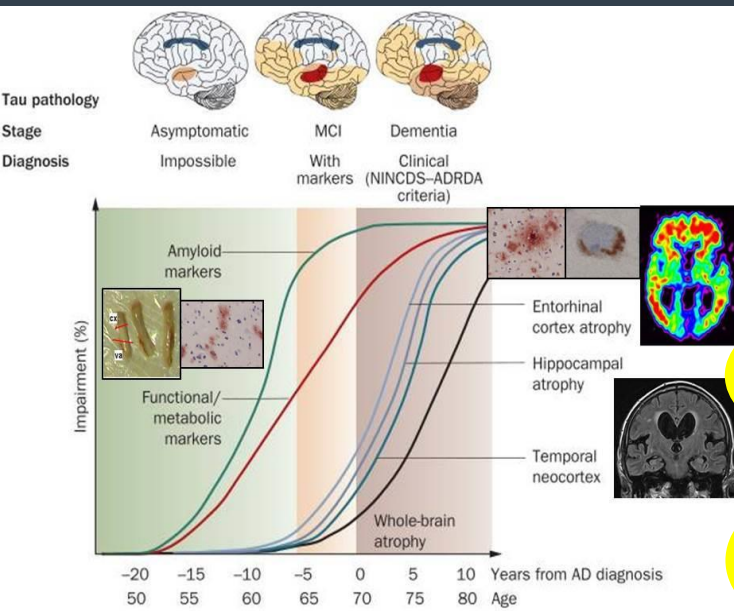 Tau pathology
Stage
Asymptomatic
MCI
Dementia
Diagnosis
Impossible
With
markers
Clinical
(NINCDS–ADRDA
criteria)
Impairment (%)
Amyloid
markers
cx
va
Functional/
metabolic
markers
Entorhinal
cortex atrophy
Hippocampal
atrophy
Temporal
neocortex
Whole-brain
atrophy
–20 –15 –10 –5 0 5 10 Years from AD diagnosis
50 55 60 65 70 75 80 Age